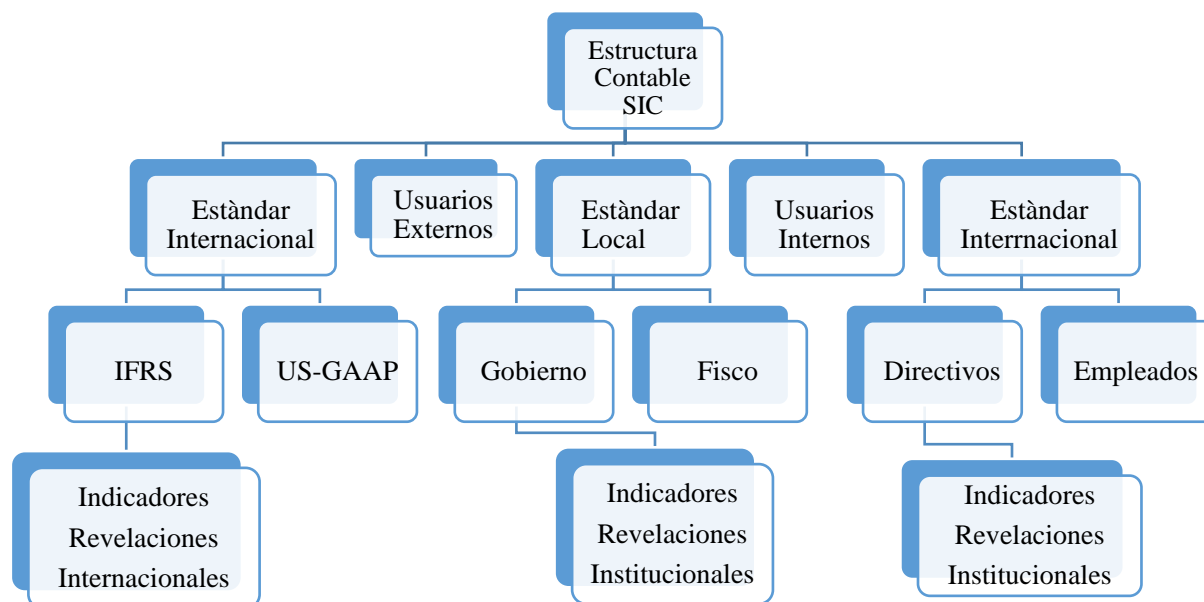 Estructura
Contable
SIC
Estàndar
Internacional
Usuarios
Externos
Estàndar
Local
Usuarios
Internos
Estàndar
Interrnacional
IFRS
US-GAAP
Gobierno
Fisco
Directivos
Empleados
Indicadores
Revelaciones
Internacionales
Indicadores
Revelaciones
Institucionales
Indicadores
Revelaciones
Institucionales